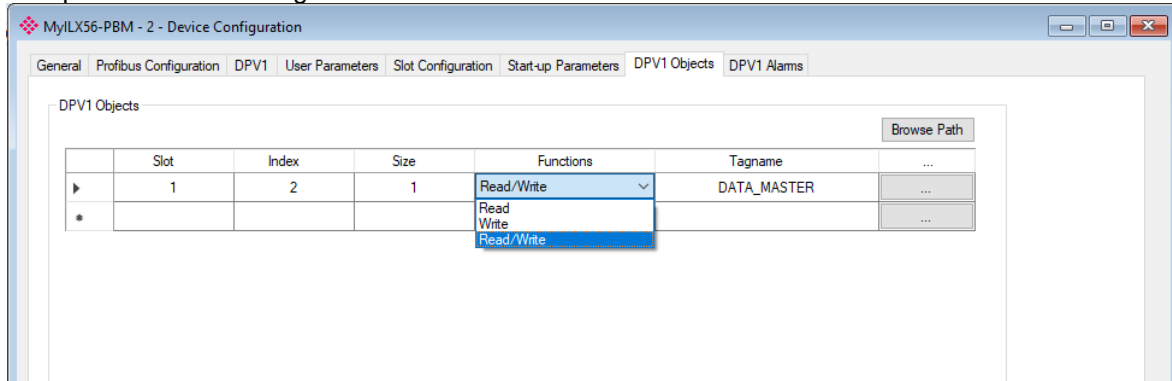 MyILX56-PBM - 2 - Device Configuration
General Profibus Configuration DPV1 User Parameters Slot Configuration Start-up Parameters DPV1 Objects DPV1 Alarms
DPV1 Objects
Browse Path
Slot Index Size Functions Tagname ...
1 2 1 Read/Write DATA_MASTER ...
Read
Write
Read/Write
...